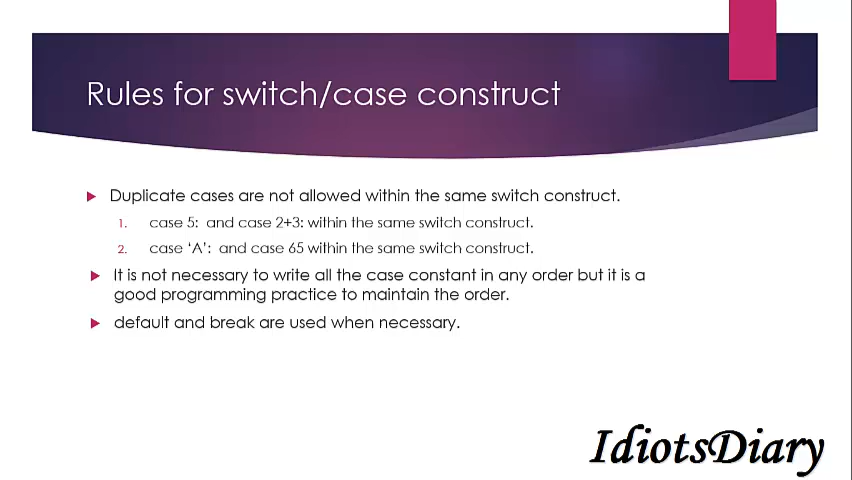 Rules for switch/case construct
Duplicate cases are not allowed within the same switch construct.
1. case 5: and case 2+3: within the same switch construct.
2. case ‘A’: and case 65 within the same switch construct.
It is not necessary to write all the case constant in any order but it is a
good programming practice to maintain the order.
default and break are used when necessary.
IdiotsDiary